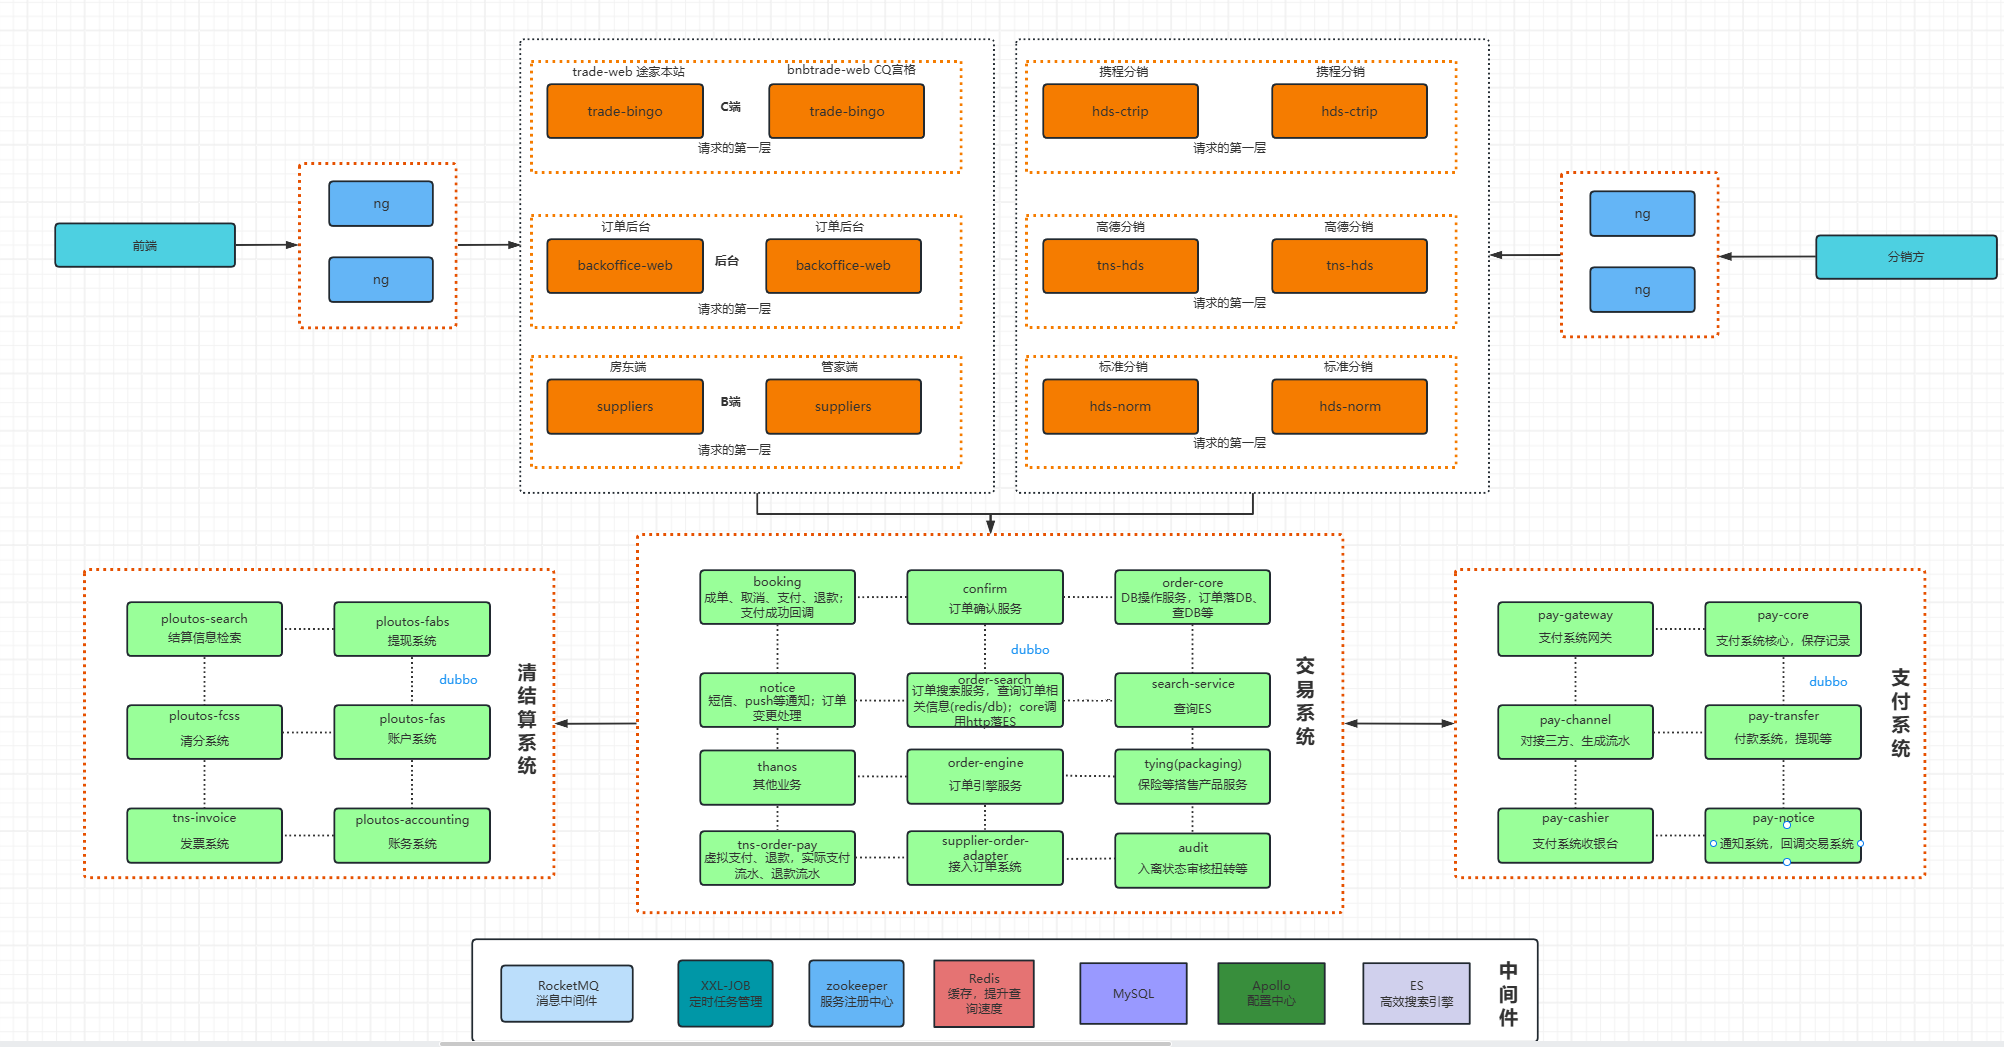 trade-web 途家本站
bnbtrade-web CQ宫格
trade-bingo
C端
trade-bingo
请求的第一层
携程分销
携程分销
hds-ctrip
hds-ctrip
请求的第一层
前端
ng
ng
订单后台
订单后台
backoffice-web
后台
backoffice-web
请求的第一层
高德分销
高德分销
tns-hds
tns-hds
请求的第一层
ng
ng
分销方
房东端
管家端
suppliers
B端
suppliers
请求的第一层
标准分销
标准分销
hds-norm
hds-norm
请求的第一层
ploutos-search
结算信息检索
ploutos-fabs
提现系统
dubbo
ploutos-fcss
清分系统
ploutos-fas
账户系统
tns-invoice
发票系统
ploutos-accounting
账务系统
清
结
算
系
统
booking
成单、取消、支付、退款；
支付成功回调
confirm
订单确认服务
order-core
DB操作服务，订单落DB、
查DB等
dubbo
notice
短信、push等通知；订单
变更处理
order-search
订单搜索服务，查询订单相
关信息(redis/db)；core调
用http落ES
search-service
查询ES
thanos
其他业务
order-engine
订单引擎服务
tying(packaging)
保险等搭售产品服务
tns-order-pay
虚拟支付、退款，实际支付
流水、退款流水
supplier-order-
adapter
接入订单系统
audit
入离状态审核扭转等
交
易
系
统
pay-gateway
支付系统网关
pay-core
支付系统核心，保存记录
dubbo
pay-channel
对接三方、生成流水
pay-transfer
付款系统，提现等
pay-cashier
支付系统收银台
pay-notice
通知系统，回调交易系统
支
付
系
统
RocketMQ
消息中间件
XXL-JOB
定时任务管理
zookeeper
服务注册中心
Redis
缓存，提升查
询速度
MySQL
Apollo
配置中心
ES
高效搜索引擎
中
间
件